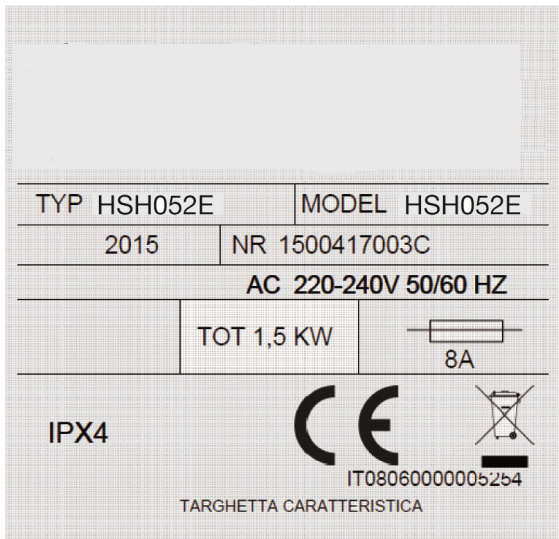 TYP HSH052E MODEL HSH052E
2015 NR 1500417003C
AC 220-240V 50/60 HZ
TOT 1,5 KW
8A
IPX4
CE
IT08060000005254
TARGHETTA CARATTERISTICA